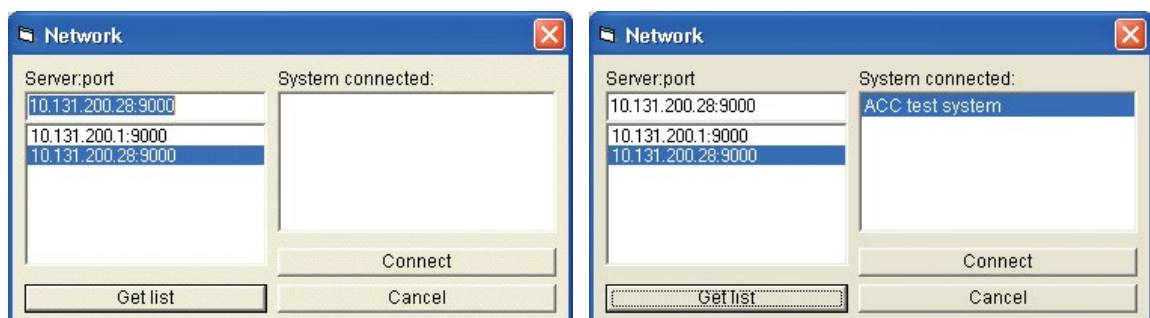 Network
Server:port
System connected:
10.131.200.28:9000
10.131.200.1:9000
10.131.200.28:9000
Connect
Get list
Cancel
Network
Server:port
System connected:
10.131.200.28:9000
ACC test system
10.131.200.1:9000
10.131.200.28:9000
Connect
Get list
Cancel